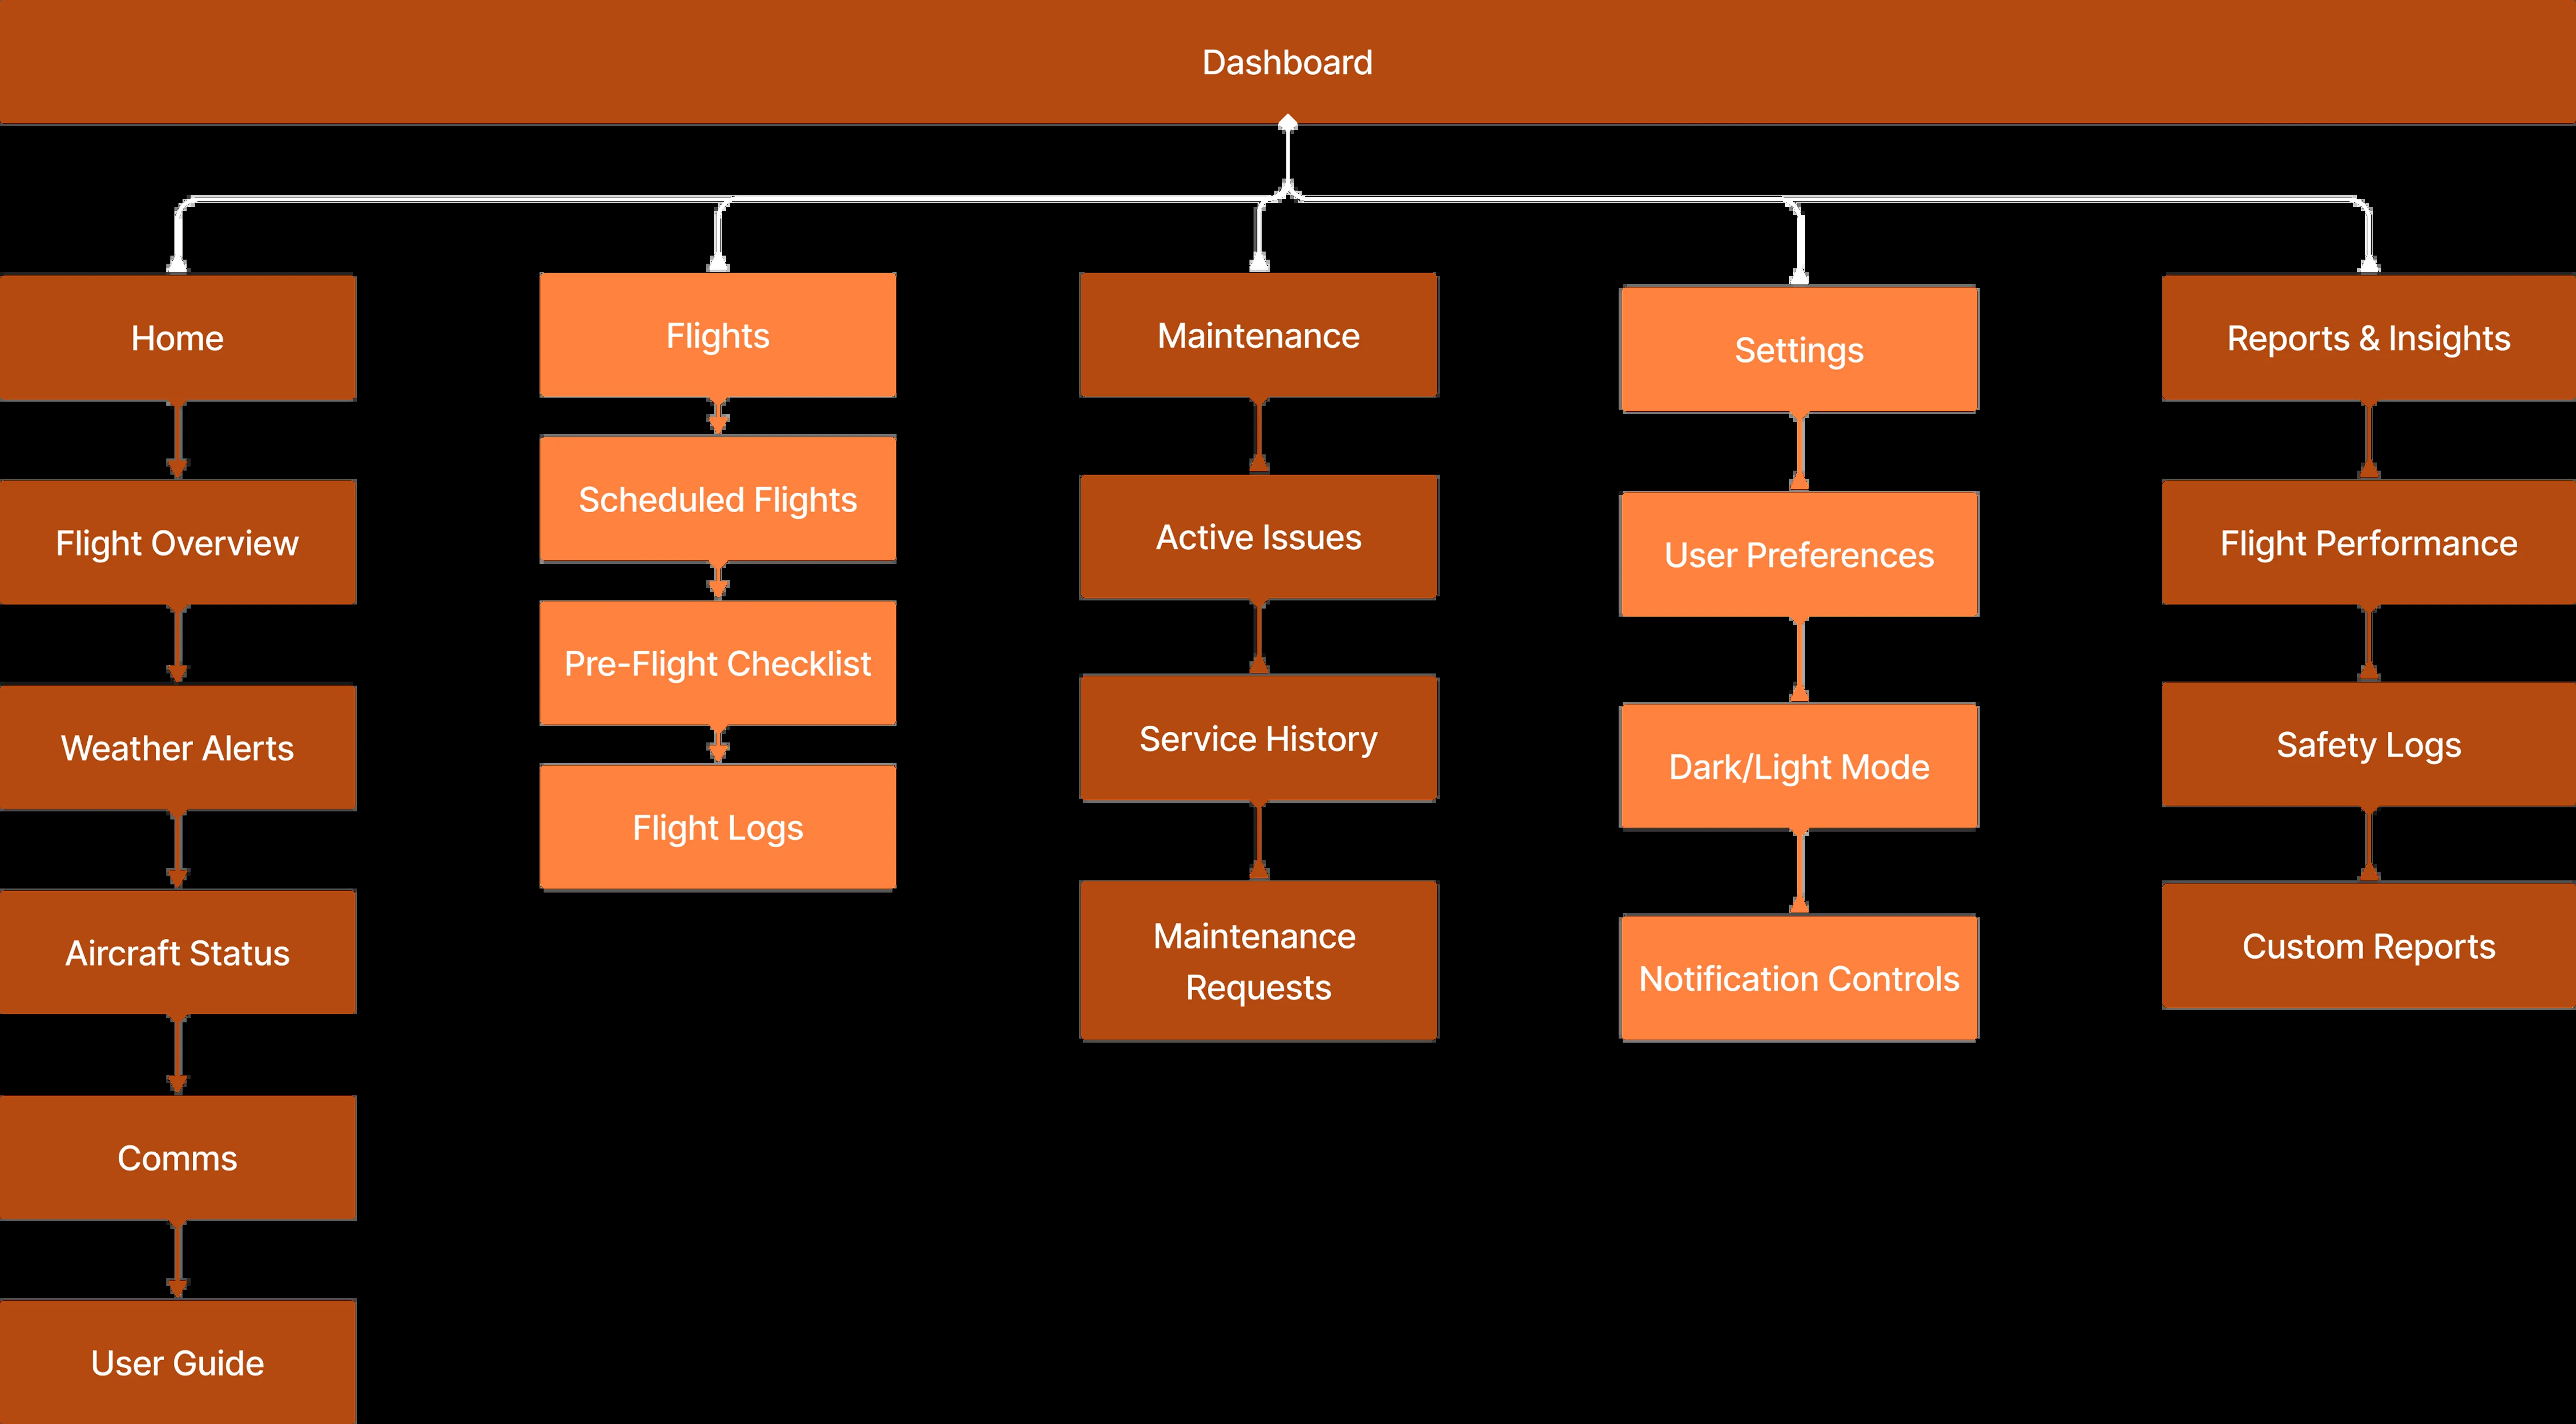 Dashboard
Home
Flights
Maintenance
Settings
Reports & Insights
Flight Overview
Scheduled Flights
Active Issues
User Preferences
Flight Performance
Weather Alerts
Pre-Flight Checklist
Service History
Dark/Light Mode
Safety Logs
Aircraft Status
Flight Logs
Maintenance
Requests
Notification Controls
Custom Reports
Comms
User Guide